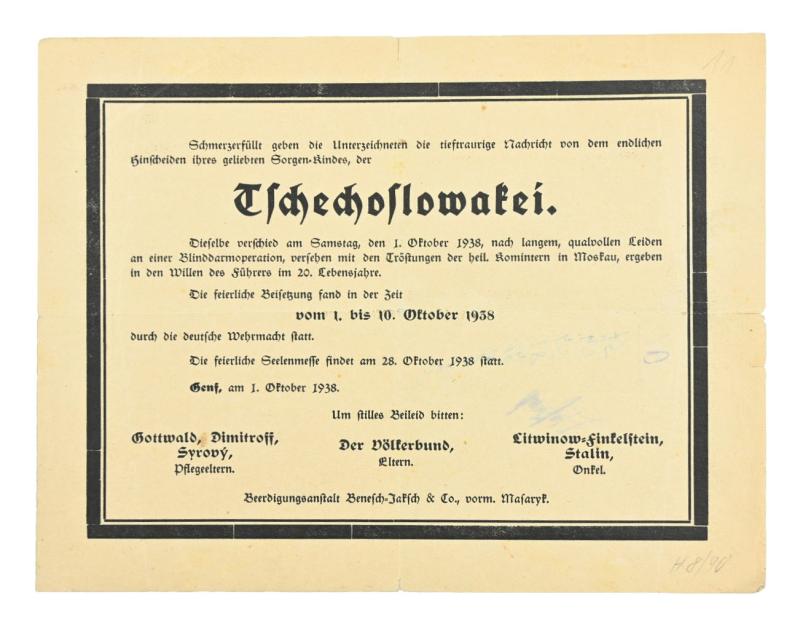 11
Schmerzerfüllt geben die Unterzeichneten die tieftraurige Nachricht von dem endlichen
Hinscheiden ihres geliebten Sorgen-Kindes, der
Tschechoslowakei.
Dieselbe verschied am Samstag, den 1. Oktober 1938, nach langem, qualvollen Leiden
an einer Blinddarmoperation, versehen mit den Tröstungen der heil. Komintern in Moskau, ergeben
in den Willen des Führers im 20. Lebensjahre.
Die feierliche Beisetzung fand in der Zeit
vom 1. bis 10. Oktober 1938
durch die deutsche Wehrmacht statt.
Die feierliche Seelenmesse findet am 28. Oktober 1938 statt.
Genf, am 1. Oktober 1938.
Um stilles Beileid bitten:
Gottwald, Dimitroff,
Syrový,
Pflegeeltern.
Der Völkerbund,
Eltern.
Litwinow-Finkelstein,
Stalin,
Onkel.
Beerdigungsanstalt Benesch-Jaksch & Co., vorm. Masaryk.
H 8/90